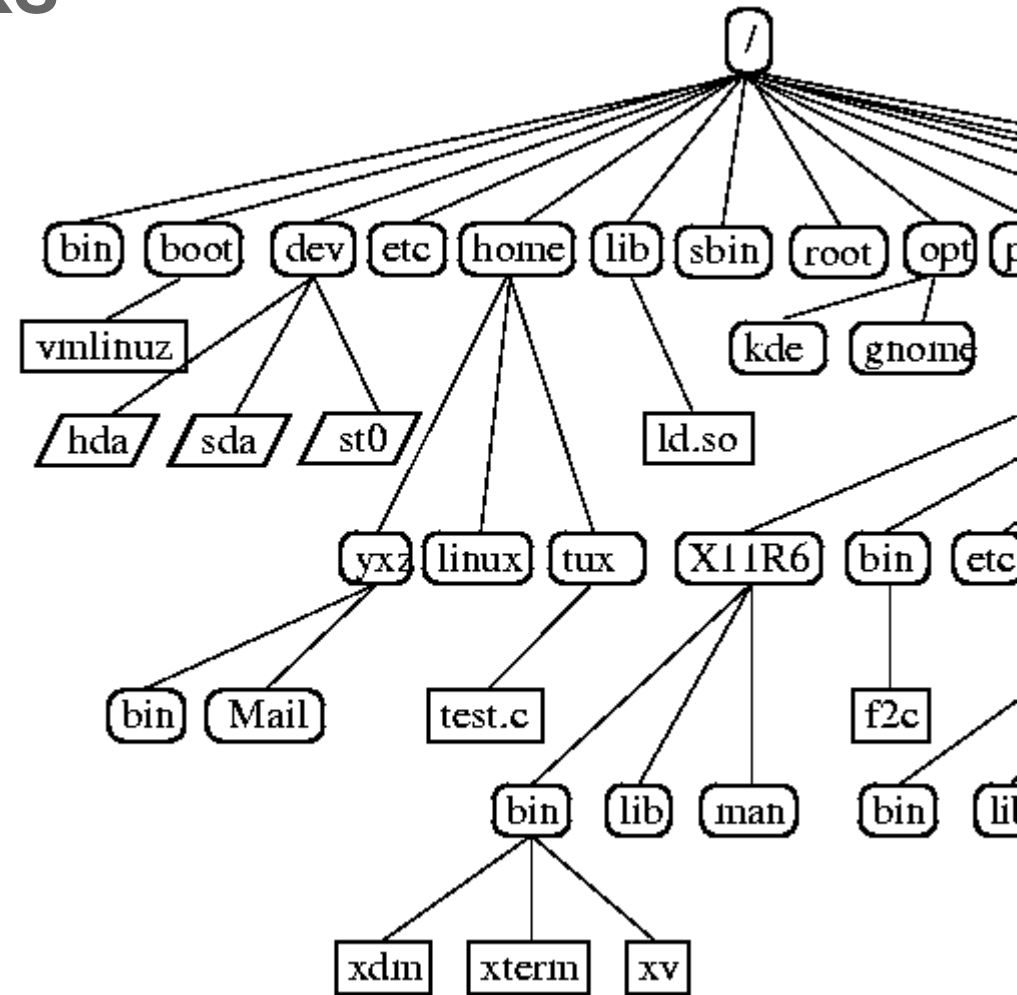 /
bin boot dev etc home lib sbin root opt
vmlinuz kde gnome
hda sda st0 ld.so
yxz linux tux X11R6 bin etc
bin Mail test.c f2c
bin lib man bin
xdm xterm xv